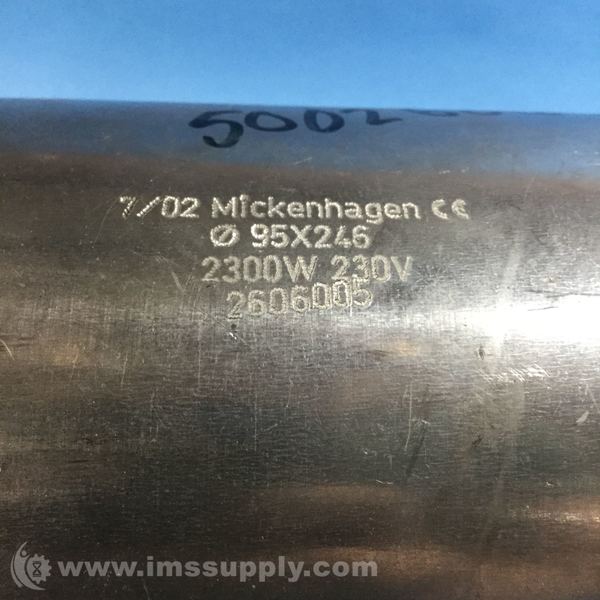 7/02 Mickenhagen CE
Ø 95X246
2300W 230V
2606005
www.imssupply.com